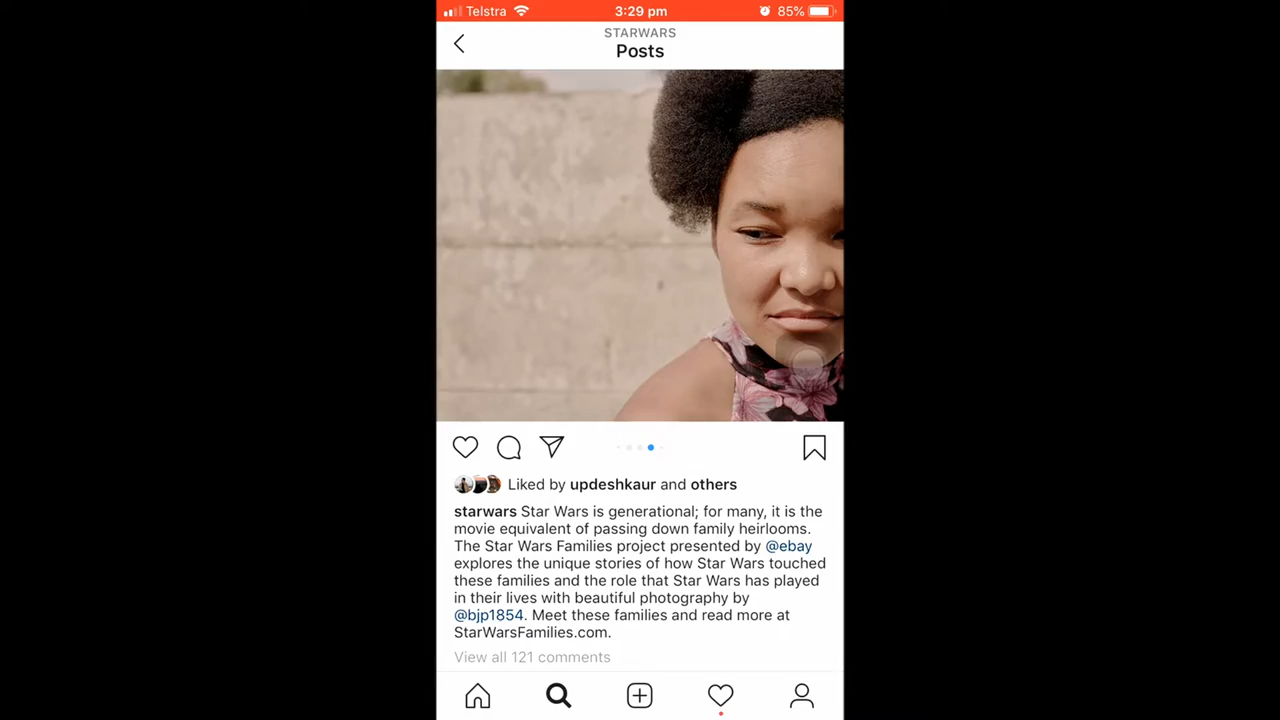 Telstra 3:29 pm 85%
STARWARS
Posts
Liked by updeshkaur and others
starwars Star Wars is generational; for many, it is the
movie equivalent of passing down family heirlooms.
The Star Wars Families project presented by @ebay
explores the unique stories of how Star Wars touched
these families and the role that Star Wars has played
in their lives with beautiful photography by
@bjp1854. Meet these families and read more at
StarWarsFamilies.com.
View all 121 comments